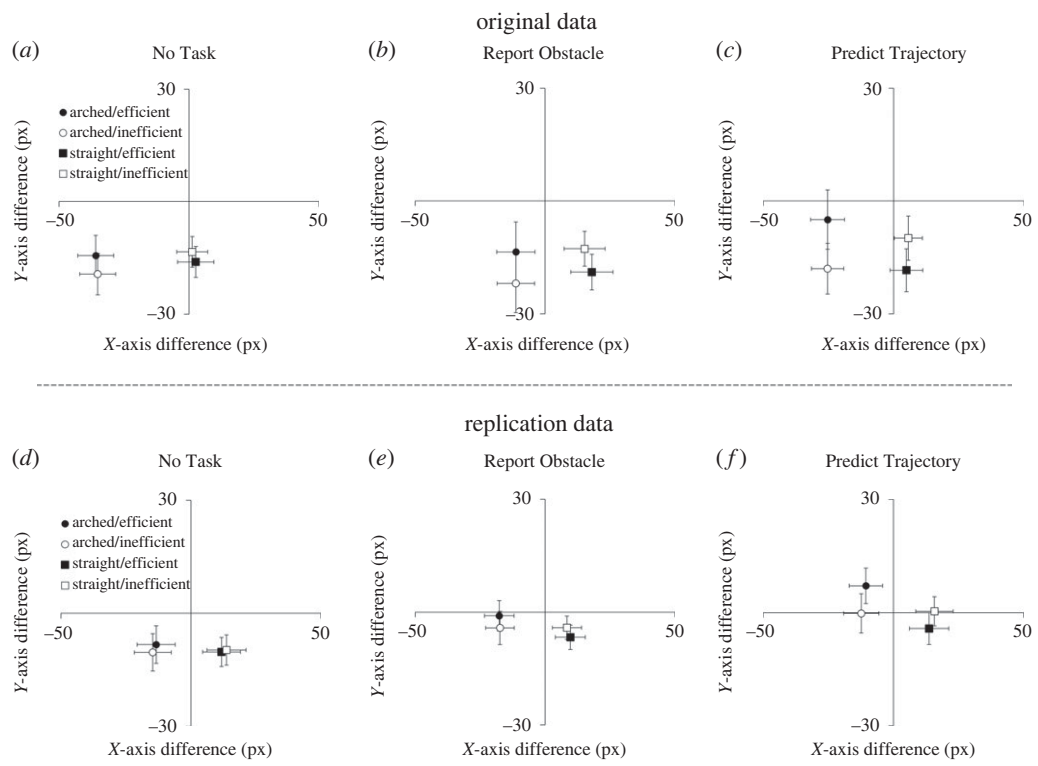 original data
(a) No Task
(b) Report Obstacle
(c) Predict Trajectory
30
arched/efficient
arched/inefficient
straight/efficient
straight/inefficient
Y-axis difference (px)
–50
50
–30
X-axis difference (px)
30
Y-axis difference (px)
–50
50
–30
X-axis difference (px)
30
Y-axis difference (px)
–50
50
–30
X-axis difference (px)
replication data
(d) No Task
(e) Report Obstacle
(f) Predict Trajectory
30
arched/efficient
arched/inefficient
straight/efficient
straight/inefficient
Y-axis difference (px)
–50
50
–30
X-axis difference (px)
30
Y-axis difference (px)
–50
50
–30
X-axis difference (px)
30
Y-axis difference (px)
–50
50
–30
X-axis difference (px)